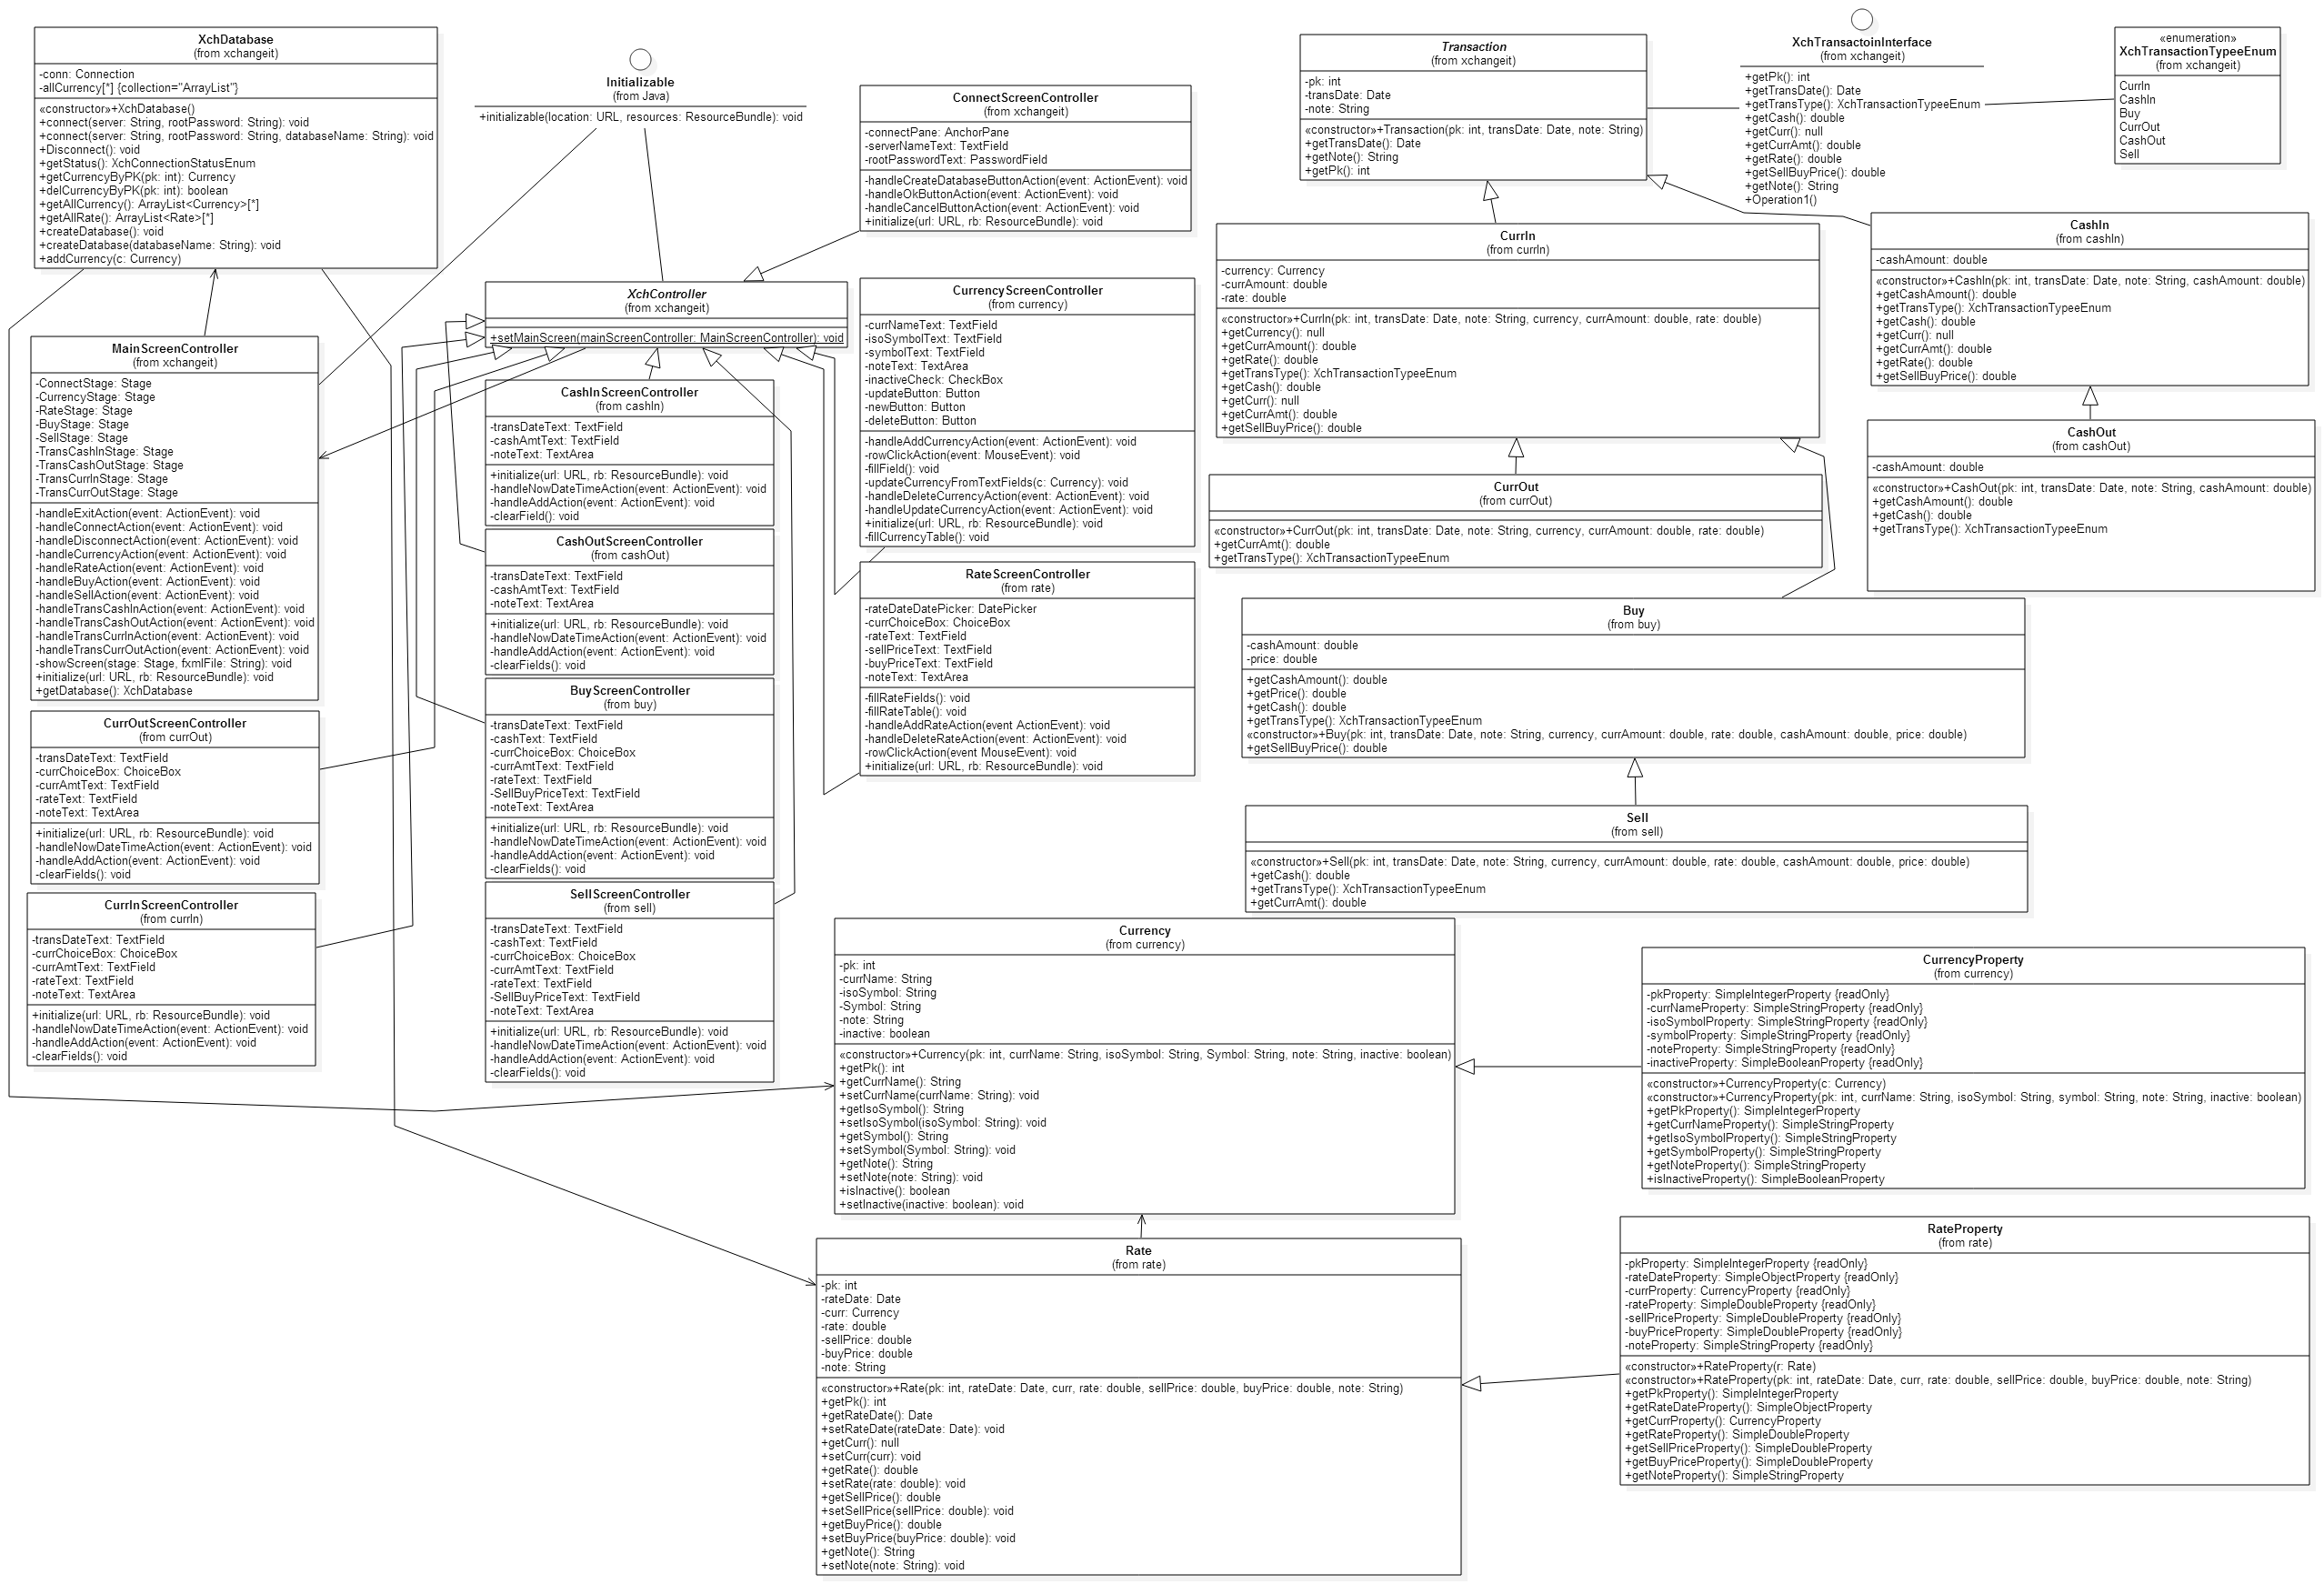 XchDatabase
(from xchangeit)
-conn: Connection
-allCurrency[*] {collection="ArrayList"}
«constructor»+XchDatabase()
+connect(server: String, rootPassword: String): void
+connect(server: String, rootPassword: String, databaseName: String): void
+Disconnect(): void
+getStatus(): XchConnectionStatusEnum
+getCurrencyByPK(pk: int): Currency
+delCurrencyByPK(pk: int): boolean
+getAllCurrency(): ArrayList<Currency>[*]
+getAllRate(): ArrayList<Rate>[*]
+createDatabase(): void
+createDatabase(databaseName: String): void
+addCurrency(c: Currency)
Initializable
(from Java)
+initializable(location: URL, resources: ResourceBundle): void
ConnectScreenController
(from xchangeit)
-connectPane: AnchorPane
-serverNameText: TextField
-rootPasswordText: PasswordField
-handleCreateDatabaseButtonAction(event: ActionEvent): void
-handleOkButtonAction(event: ActionEvent): void
-handleCancelButtonAction(event: ActionEvent): void
+initialize(url: URL, rb: ResourceBundle): void
Transaction
(from xchangeit)
-pk: int
-transDate: Date
-note: String
«constructor»+Transaction(pk: int, transDate: Date, note: String)
+getTransDate(): Date
+getNote(): String
+getPk(): int
XchTransactoinInterface
(from xchangeit)
+getPk(): int
+getTransDate(): Date
+getTransType(): XchTransactionTypeeEnum
+getCash(): double
+getCurr(): null
+getCurrAmt(): double
+getRate(): double
+getSellBuyPrice(): double
+getNote(): String
+Operation1()
«enumeration»
XchTransactionTypeeEnum
(from xchangeit)
CurrIn
CashIn
Buy
CurrOut
CashOut
Sell
XchController
(from xchangeit)
+setMainScreen(mainScreenController: MainScreenController): void
CurrencyScreenController
(from currency)
-currNameText: TextField
-isoSymbolText: TextField
-symbolText: TextField
-noteText: TextArea
-inactiveCheck: CheckBox
-updateButton: Button
-newButton: Button
-deleteButton: Button
-handleAddCurrencyAction(event: ActionEvent): void
-rowClickAction(event: MouseEvent): void
-fillField(): void
-updateCurrencyFromTextFields(c: Currency): void
-handleDeleteCurrencyAction(event: ActionEvent): void
-handleUpdateCurrencyAction(event: ActionEvent): void
+initialize(url: URL, rb: ResourceBundle): void
-fillCurrencyTable(): void
CurrIn
(from currIn)
-currency: Currency
-currAmount: double
-rate: double
«constructor»+CurrIn(pk: int, transDate: Date, note: String, currency, currAmount: double, rate: double)
+getCurrency(): null
+getCurrAmount(): double
+getRate(): double
+getTransType(): XchTransactionTypeeEnum
+getCash(): double
+getCurr(): null
+getCurrAmt(): double
+getSellBuyPrice(): double
CashIn
(from cashIn)
-cashAmount: double
«constructor»+CashIn(pk: int, transDate: Date, note: String, cashAmount: double)
+getCashAmount(): double
+getTransType(): XchTransactionTypeeEnum
+getCash(): double
+getCurr(): null
+getCurrAmt(): double
+getRate(): double
+getSellBuyPrice(): double
MainScreenController
(from xchangeit)
-ConnectStage: Stage
-CurrencyStage: Stage
-RateStage: Stage
-BuyStage: Stage
-SellStage: Stage
-TransCashInStage: Stage
-TransCashOutStage: Stage
-TransCurrInStage: Stage
-TransCurrOutStage: Stage
-handleExitAction(event: ActionEvent): void
-handleConnectAction(event: ActionEvent): void
-handleDisconnectAction(event: ActionEvent): void
-handleCurrencyAction(event: ActionEvent): void
-handleRateAction(event: ActionEvent): void
-handleBuyAction(event: ActionEvent): void
-handleSellAction(event: ActionEvent): void
-handleTransCashInAction(event: ActionEvent): void
-handleTransCashOutAction(event: ActionEvent): void
-handleTransCurrInAction(event: ActionEvent): void
-handleTransCurrOutAction(event: ActionEvent): void
-showScreen(stage: Stage, fxmlFile: String): void
+initialize(url: URL, rb: ResourceBundle): void
+getDatabase(): XchDatabase
CashInScreenController
(from cashIn)
-transDateText: TextField
-cashAmtText: TextField
-noteText: TextArea
+initialize(url: URL, rb: ResourceBundle): void
-handleNowDateTimeAction(event: ActionEvent): void
-handleAddAction(event: ActionEvent): void
-clearField(): void
CashOut
(from cashOut)
-cashAmount: double
«constructor»+CashOut(pk: int, transDate: Date, note: String, cashAmount: double)
+getCashAmount(): double
+getCash(): double
+getTransType(): XchTransactionTypeeEnum
CurrOut
(from currOut)
«constructor»+CurrOut(pk: int, transDate: Date, note: String, currency, currAmount: double, rate: double)
+getCurrAmt(): double
+getTransType(): XchTransactionTypeeEnum
CashOutScreenController
(from cashOut)
-transDateText: TextField
-cashAmtText: TextField
-noteText: TextArea
+initialize(url: URL, rb: ResourceBundle): void
-handleNowDateTimeAction(event: ActionEvent): void
-handleAddAction(event: ActionEvent): void
-clearFields(): void
RateScreenController
(from rate)
-rateDateDatePicker: DatePicker
-currChoiceBox: ChoiceBox
-rateText: TextField
-sellPriceText: TextField
-buyPriceText: TextField
-noteText: TextArea
-fillRateFields(): void
-fillRateTable(): void
-handleAddRateAction(event ActionEvent): void
-handleDeleteRateAction(event: ActionEvent): void
-rowClickAction(event MouseEvent): void
+initialize(url: URL, rb: ResourceBundle): void
Buy
(from buy)
-cashAmount: double
-price: double
+getCashAmount(): double
+getPrice(): double
+getCash(): double
+getTransType(): XchTransactionTypeeEnum
«constructor»+Buy(pk: int, transDate: Date, note: String, currency, currAmount: double, rate: double, cashAmount: double, price: double)
+getSellBuyPrice(): double
BuyScreenController
(from buy)
-transDateText: TextField
-cashText: TextField
-currChoiceBox: ChoiceBox
-currAmtText: TextField
-rateText: TextField
-SellBuyPriceText: TextField
-noteText: TextArea
+initialize(url: URL, rb: ResourceBundle): void
-handleNowDateTimeAction(event: ActionEvent): void
-handleAddAction(event: ActionEvent): void
-clearFields(): void
CurrOutScreenController
(from currOut)
-transDateText: TextField
-currChoiceBox: ChoiceBox
-currAmtText: TextField
-rateText: TextField
-noteText: TextArea
+initialize(url: URL, rb: ResourceBundle): void
-handleNowDateTimeAction(event: ActionEvent): void
-handleAddAction(event: ActionEvent): void
-clearFields(): void
Sell
(from sell)
«constructor»+Sell(pk: int, transDate: Date, note: String, currency, currAmount: double, rate: double, cashAmount: double, price: double)
+getCash(): double
+getTransType(): XchTransactionTypeeEnum
+getCurrAmt(): double
SellScreenController
(from sell)
-transDateText: TextField
-cashText: TextField
-currChoiceBox: ChoiceBox
-currAmtText: TextField
-rateText: TextField
-SellBuyPriceText: TextField
-noteText: TextArea
+initialize(url: URL, rb: ResourceBundle): void
-handleNowDateTimeAction(event: ActionEvent): void
-handleAddAction(event: ActionEvent): void
-clearFields(): void
CurrInScreenController
(from currIn)
-transDateText: TextField
-currChoiceBox: ChoiceBox
-currAmtText: TextField
-rateText: TextField
-noteText: TextArea
+initialize(url: URL, rb: ResourceBundle): void
-handleNowDateTimeAction(event: ActionEvent): void
-handleAddAction(event: ActionEvent): void
-clearFields(): void
Currency
(from currency)
-pk: int
-currName: String
-isoSymbol: String
-Symbol: String
-note: String
-inactive: boolean
«constructor»+Currency(pk: int, currName: String, isoSymbol: String, Symbol: String, note: String, inactive: boolean)
+getPk(): int
+getCurrName(): String
+setCurrName(currName: String): void
+getIsoSymbol(): String
+setIsoSymbol(isoSymbol: String): void
+getSymbol(): String
+setSymbol(Symbol: String): void
+getNote(): String
+setNote(note: String): void
+isInactive(): boolean
+setInactive(inactive: boolean): void
CurrencyProperty
(from currency)
-pkProperty: SimpleIntegerProperty {readOnly}
-currNameProperty: SimpleStringProperty {readOnly}
-isoSymbolProperty: SimpleStringProperty {readOnly}
-symbolProperty: SimpleStringProperty {readOnly}
-noteProperty: SimpleStringProperty {readOnly}
-inactiveProperty: SimpleBooleanProperty {readOnly}
«constructor»+CurrencyProperty(c: Currency)
«constructor»+CurrencyProperty(pk: int, currName: String, isoSymbol: String, symbol: String, note: String, inactive: boolean)
+getPkProperty(): SimpleIntegerProperty
+getCurrNameProperty(): SimpleStringProperty
+getIsoSymbolProperty(): SimpleStringProperty
+getSymbolProperty(): SimpleStringProperty
+getNoteProperty(): SimpleStringProperty
+isInactiveProperty(): SimpleBooleanProperty
Rate
(from rate)
-pk: int
-rateDate: Date
-curr: Currency
-rate: double
-sellPrice: double
-buyPrice: double
-note: String
«constructor»+Rate(pk: int, rateDate: Date, curr, rate: double, sellPrice: double, buyPrice: double, note: String)
+getPk(): int
+getRateDate(): Date
+setRateDate(rateDate: Date): void
+getCurr(): null
+setCurr(curr): void
+getRate(): double
+setRate(rate: double): void
+getSellPrice(): double
+setSellPrice(sellPrice: double): void
+getBuyPrice(): double
+setBuyPrice(buyPrice: double): void
+getNote(): String
+setNote(note: String): void
RateProperty
(from rate)
-pkProperty: SimpleIntegerProperty {readOnly}
-rateDateProperty: SimpleObjectProperty {readOnly}
-currProperty: CurrencyProperty {readOnly}
-rateProperty: SimpleDoubleProperty {readOnly}
-sellPriceProperty: SimpleDoubleProperty {readOnly}
-buyPriceProperty: SimpleDoubleProperty {readOnly}
-noteProperty: SimpleStringProperty {readOnly}
«constructor»+RateProperty(r: Rate)
«constructor»+RateProperty(pk: int, rateDate: Date, curr, rate: double, sellPrice: double, buyPrice: double, note: String)
+getPkProperty(): SimpleIntegerProperty
+getRateDateProperty(): SimpleObjectProperty
+getCurrProperty(): CurrencyProperty
+getRateProperty(): SimpleDoubleProperty
+getSellPriceProperty(): SimpleDoubleProperty
+getBuyPriceProperty(): SimpleDoubleProperty
+getNoteProperty(): SimpleStringProperty